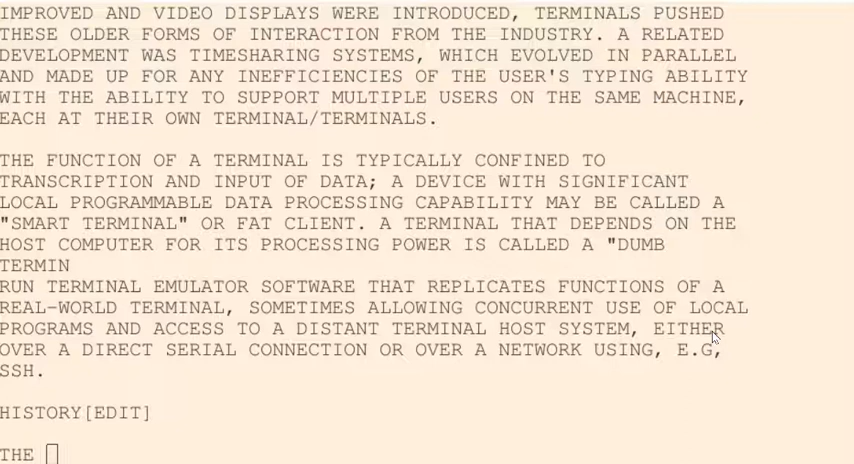 IMPROVED AND VIDEO DISPLAYS WERE INTRODUCED, TERMINALS PUSHED
THESE OLDER FORMS OF INTERACTION FROM THE INDUSTRY. A RELATED
DEVELOPMENT WAS TIMESHARING SYSTEMS, WHICH EVOLVED IN PARALLEL
AND MADE UP FOR ANY INEFFICIENCIES OF THE USER'S TYPING ABILITY
WITH THE ABILITY TO SUPPORT MULTIPLE USERS ON THE SAME MACHINE,
EACH AT THEIR OWN TERMINAL/TERMINALS.

THE FUNCTION OF A TERMINAL IS TYPICALLY CONFINED TO
TRANSCRIPTION AND INPUT OF DATA; A DEVICE WITH SIGNIFICANT
LOCAL PROGRAMMABLE DATA PROCESSING CAPABILITY MAY BE CALLED A
"SMART TERMINAL" OR FAT CLIENT. A TERMINAL THAT DEPENDS ON THE
HOST COMPUTER FOR ITS PROCESSING POWER IS CALLED A "DUMB
TERMIN
RUN TERMINAL EMULATOR SOFTWARE THAT REPLICATES FUNCTIONS OF A
REAL-WORLD TERMINAL, SOMETIMES ALLOWING CONCURRENT USE OF LOCAL
PROGRAMS AND ACCESS TO A DISTANT TERMINAL HOST SYSTEM, EITHER
OVER A DIRECT SERIAL CONNECTION OR OVER A NETWORK USING, E.G,
SSH.

HISTORY[EDIT]

THE